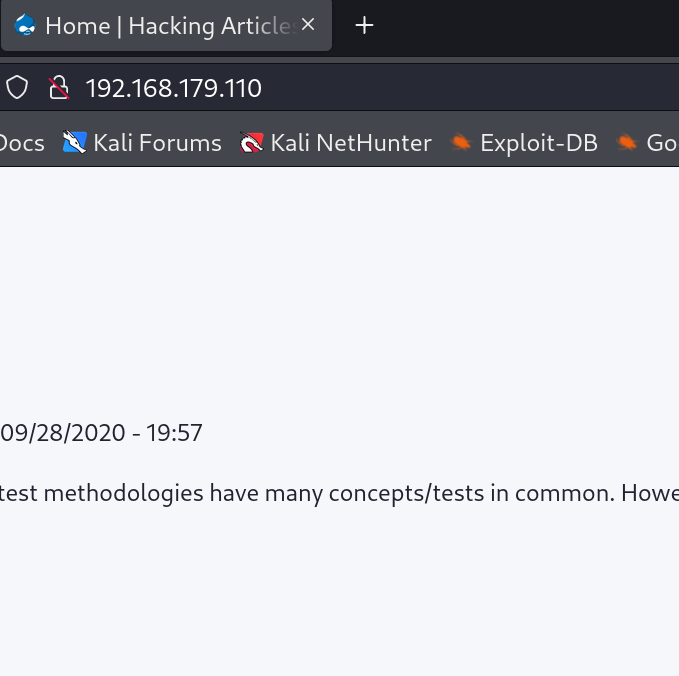 Home | Hacking Articles
192.168.179.110
Docs Kali Forums Kali NetHunter Exploit-DB Go
09/28/2020 - 19:57
test methodologies have many concepts/tests in common. Howe